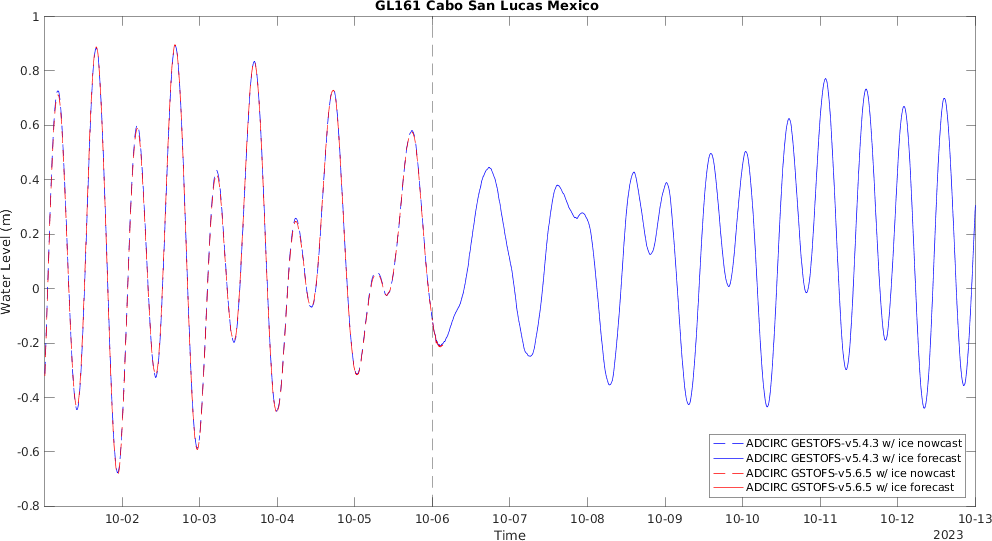 GL161 Cabo San Lucas Mexico
1
0.8
0.6
0.4
0.2
0
-0.2
-0.4
-0.6
-0.8
Water Level (m)
ADCIRC GESTOFS-v5.4.3 w/ ice nowcast
ADCIRC GESTOFS-v5.4.3 w/ ice forecast
ADCIRC GSTOFS-v5.6.5 w/ ice nowcast
ADCIRC GSTOFS-v5.6.5 w/ ice forecast
10-02 10-03 10-04 10-05 10-06 10-07 10-08 10-09 10-10 10-11 10-12 10-13
Time
2023